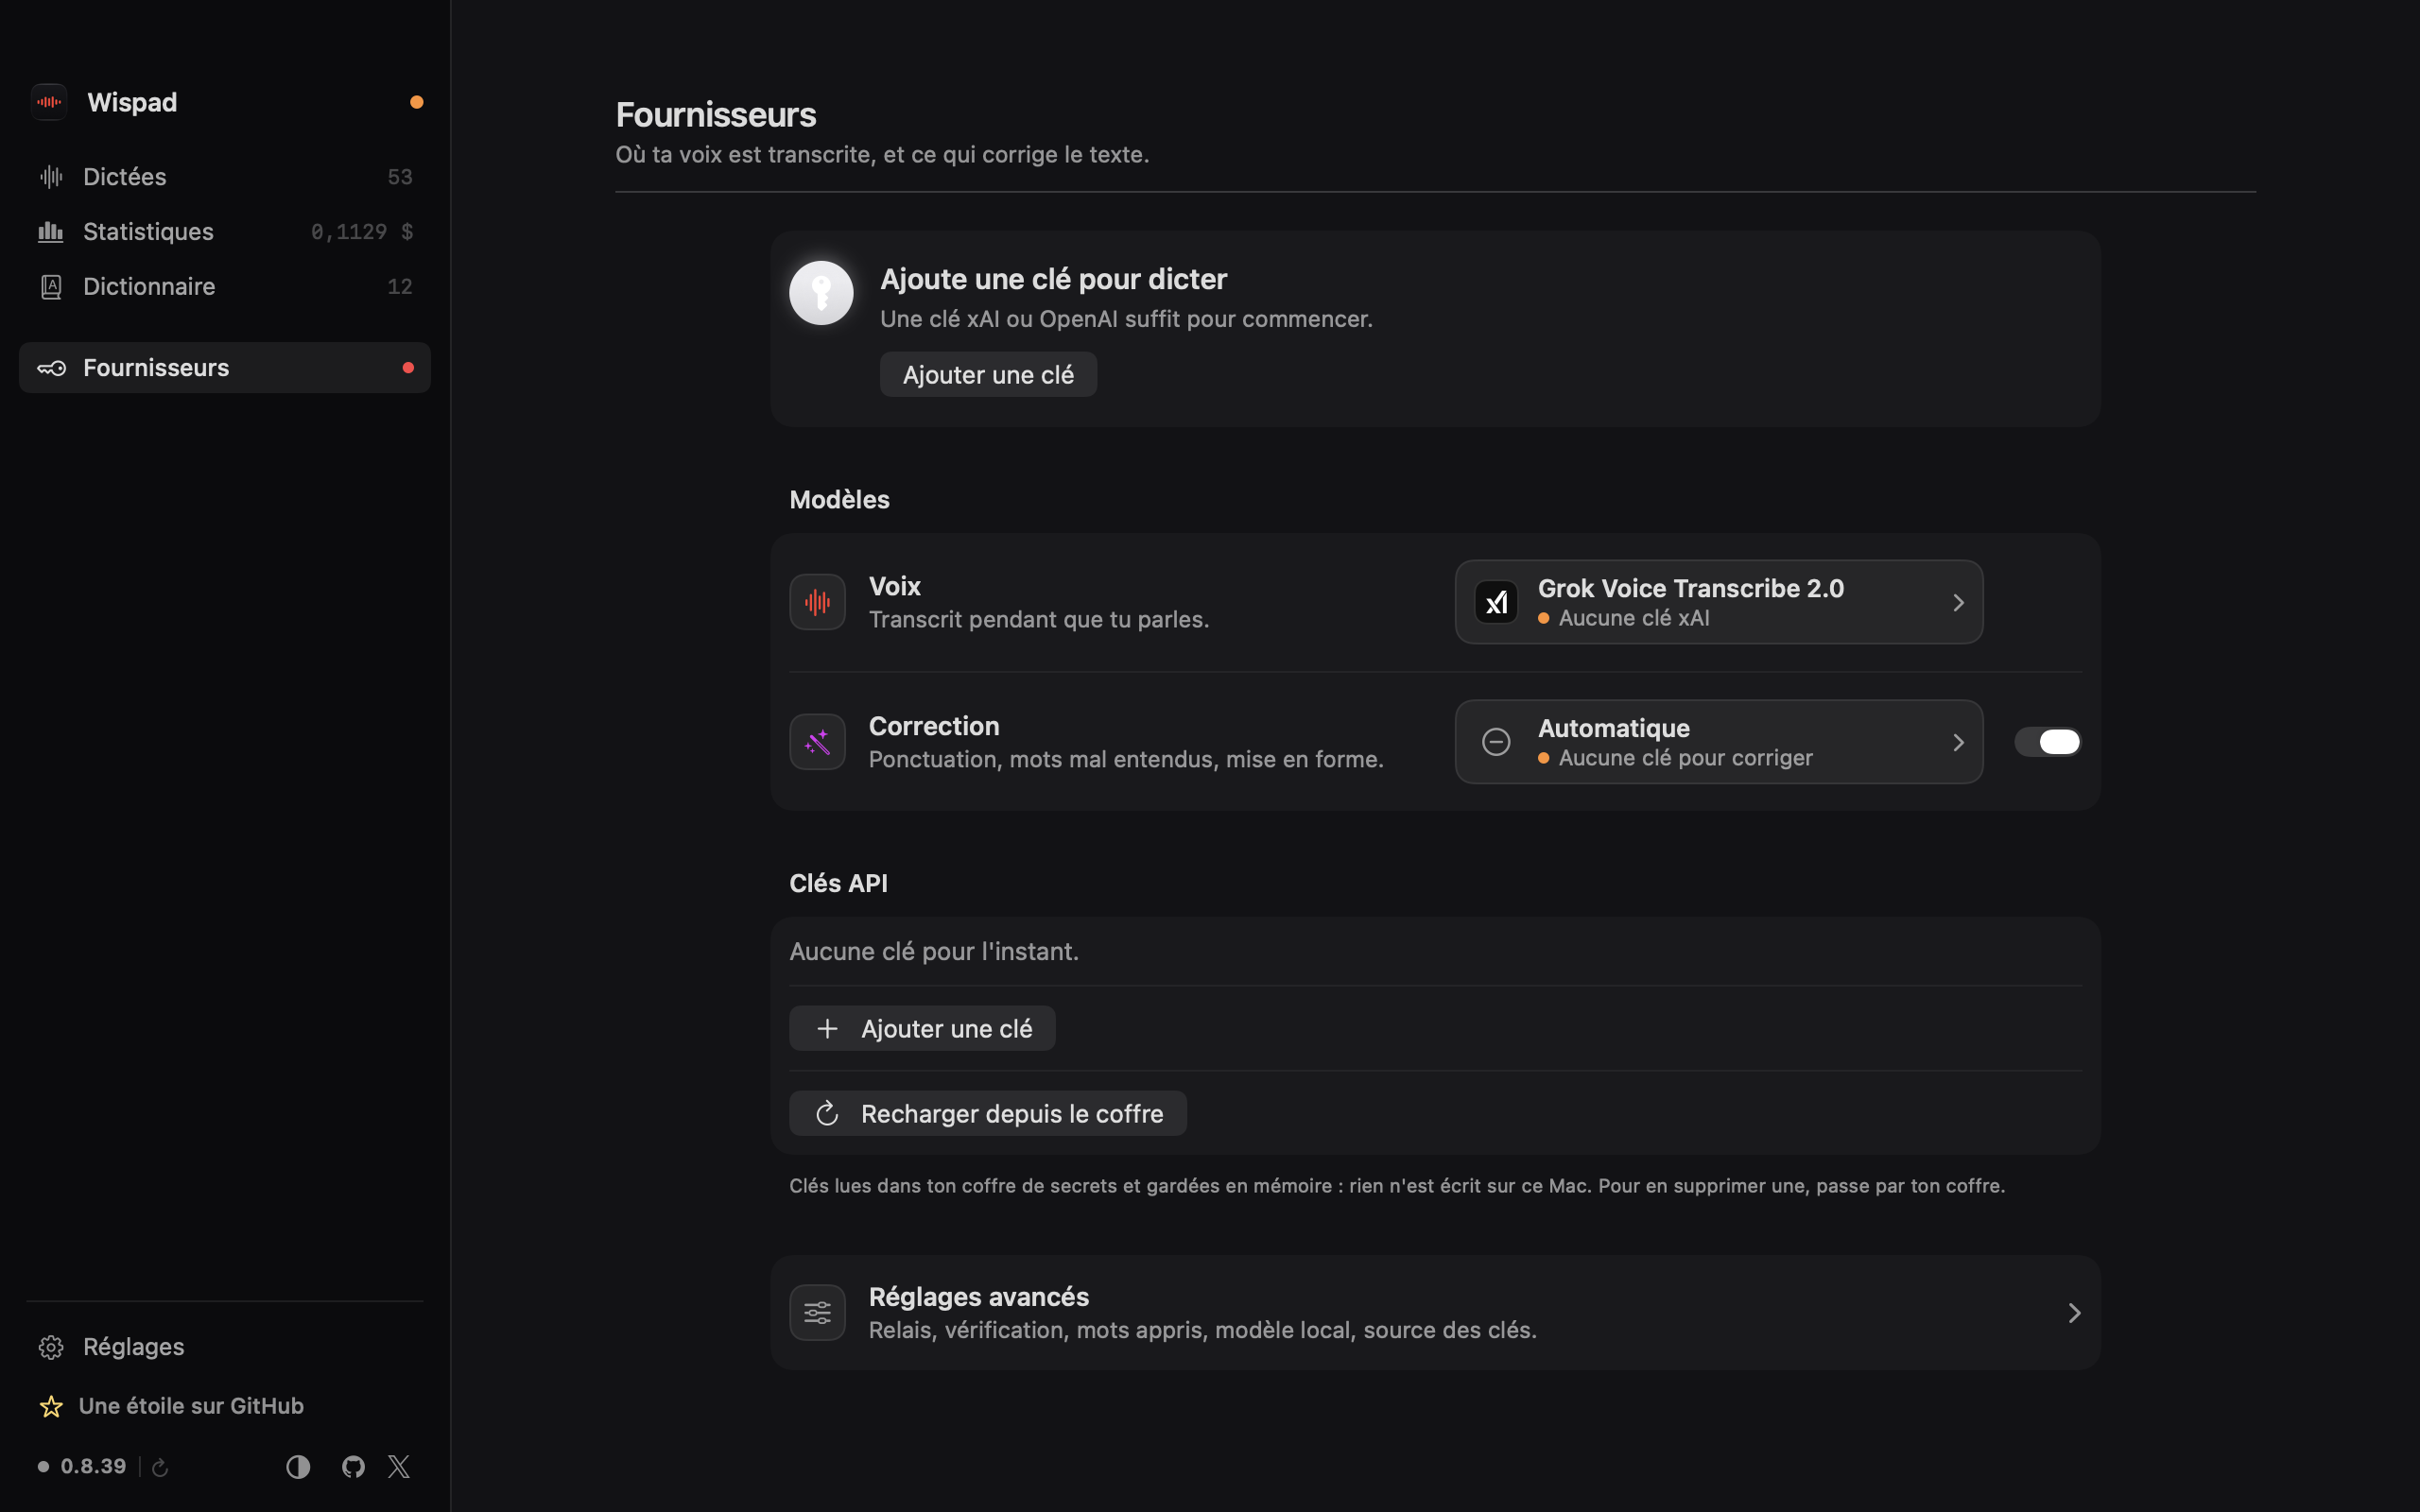 Wispad
Dictées 53
Statistiques 0,1129 $
Dictionnaire 12
Fournisseurs
Réglages
Une étoile sur GitHub
0.8.39
Fournisseurs
Où ta voix est transcrite, et ce qui corrige le texte.
Ajoute une clé pour dicter
Une clé xAI ou OpenAI suffit pour commencer.
Ajouter une clé
Modèles
Voix
Transcrit pendant que tu parles.
Grok Voice Transcribe 2.0
Aucune clé xAI
Correction
Ponctuation, mots mal entendus, mise en forme.
Automatique
Aucune clé pour corriger
Clés API
Aucune clé pour l'instant.
Ajouter une clé
Recharger depuis le coffre
Clés lues dans ton coffre de secrets et gardées en mémoire : rien n'est écrit sur ce Mac. Pour en supprimer une, passe par ton coffre.
Réglages avancés
Relais, vérification, mots appris, modèle local, source des clés.